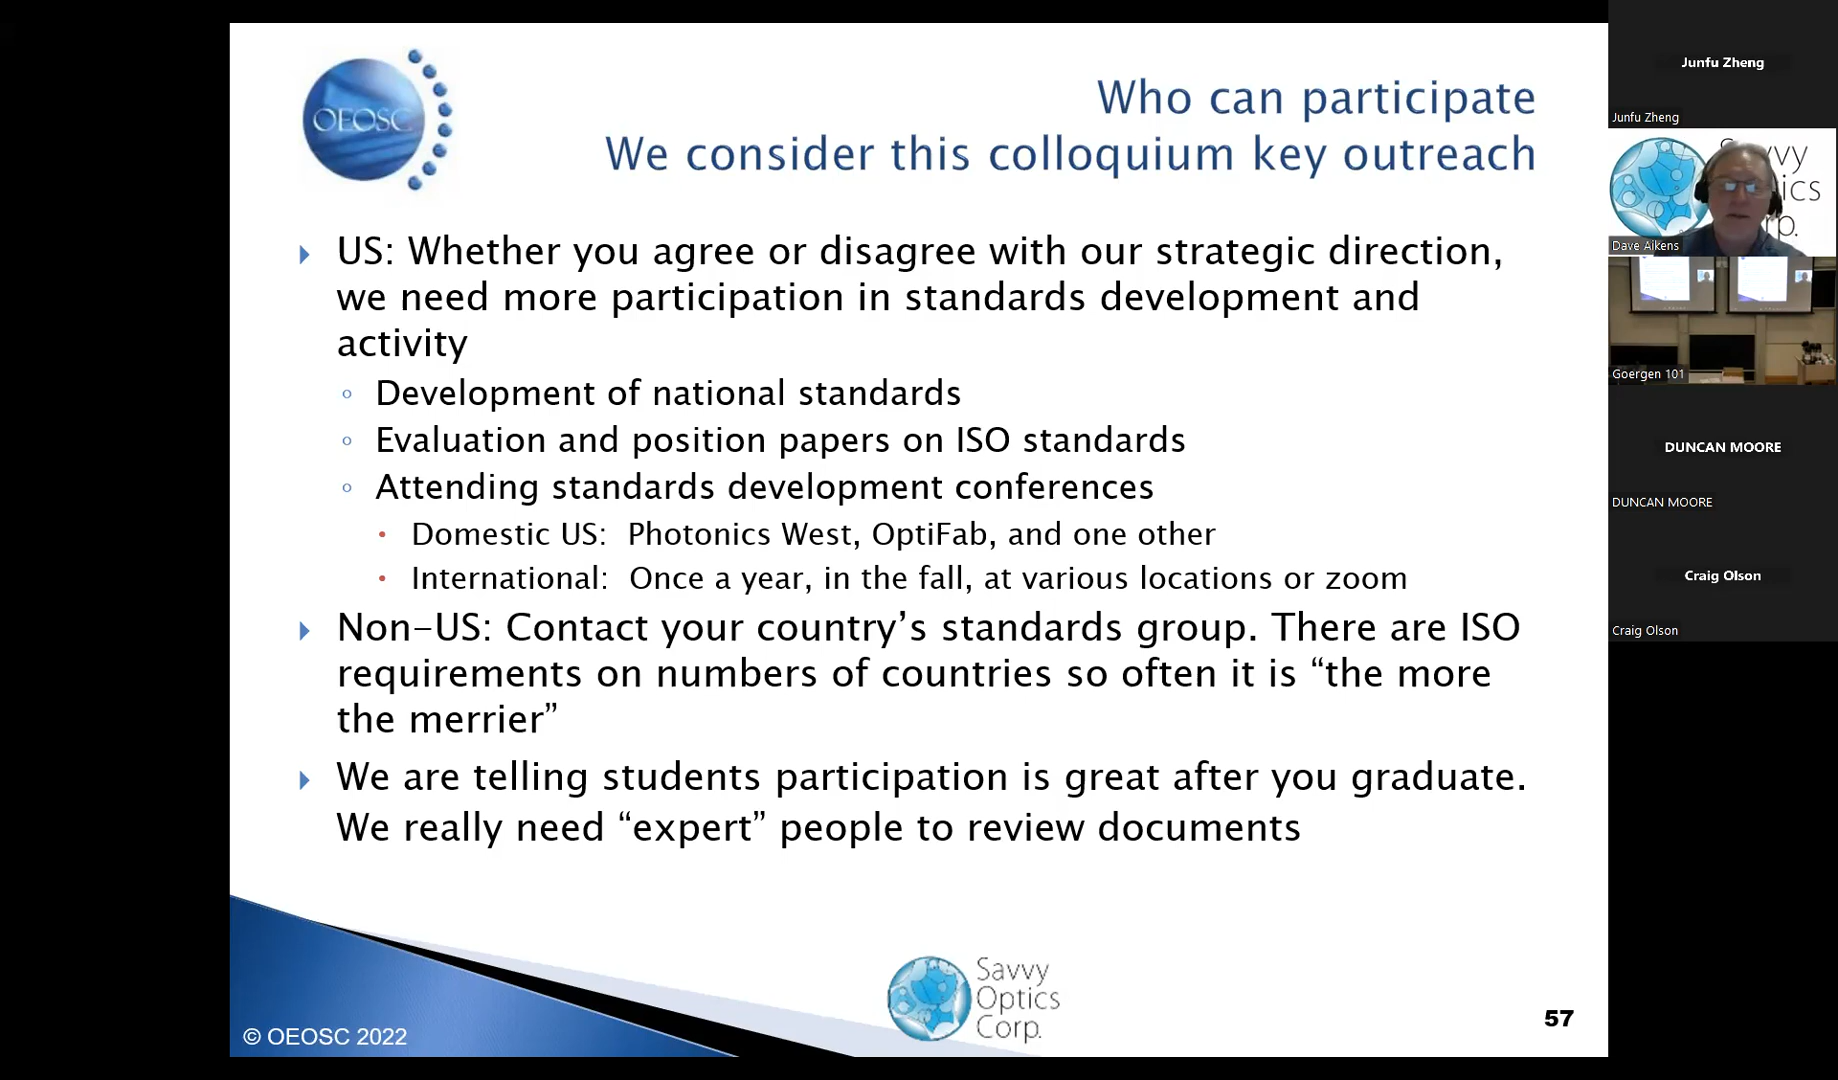 OEOSC
Who can participate
We consider this colloquium key outreach
US: Whether you agree or disagree with our strategic direction,
we need more participation in standards development and
activity
Development of national standards
Evaluation and position papers on ISO standards
Attending standards development conferences
Domestic US:  Photonics West, OptiFab, and one other
International:  Once a year, in the fall, at various locations or zoom
Non-US: Contact your country’s standards group. There are ISO
requirements on numbers of countries so often it is “the more
the merrier”
We are telling students participation is great after you graduate.
We really need “expert” people to review documents
© OEOSC 2022
Savvy
Optics
Corp.
57
Junfu Zheng
Junfu Zheng
vvy
ics
rp.
Dave Aikens
Goergen 101
DUNCAN MOORE
DUNCAN MOORE
Craig Olson
Craig Olson